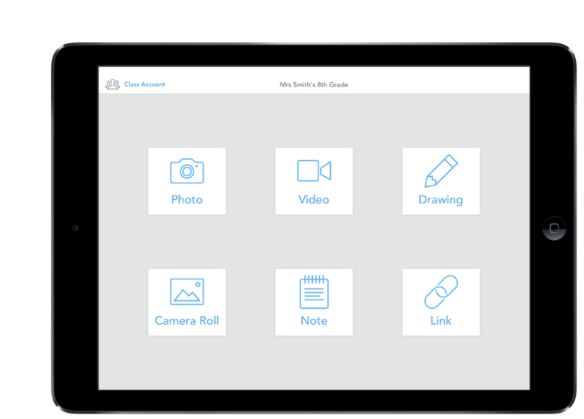 Class Account
Mrs Smith's 8th Grade
Photo
Video
Drawing
Camera Roll
Note
Link